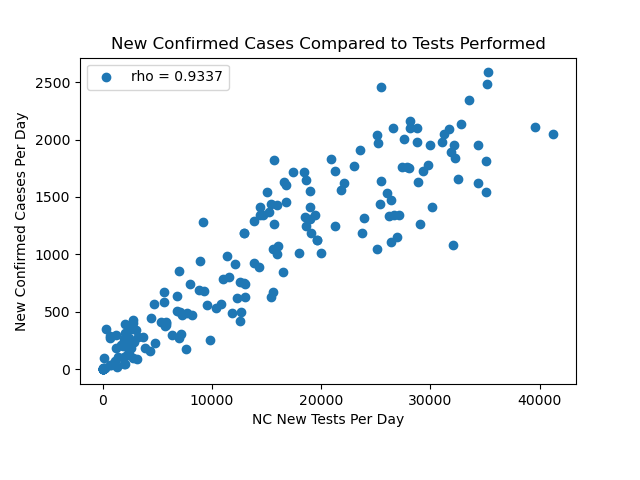 New Confirmed Cases Compared to Tests Performed
rho = 0.9337
New Confirmed Caeses Per Day
2500
2000
1500
1000
500
0
0 10000 20000 30000 40000
NC New Tests Per Day